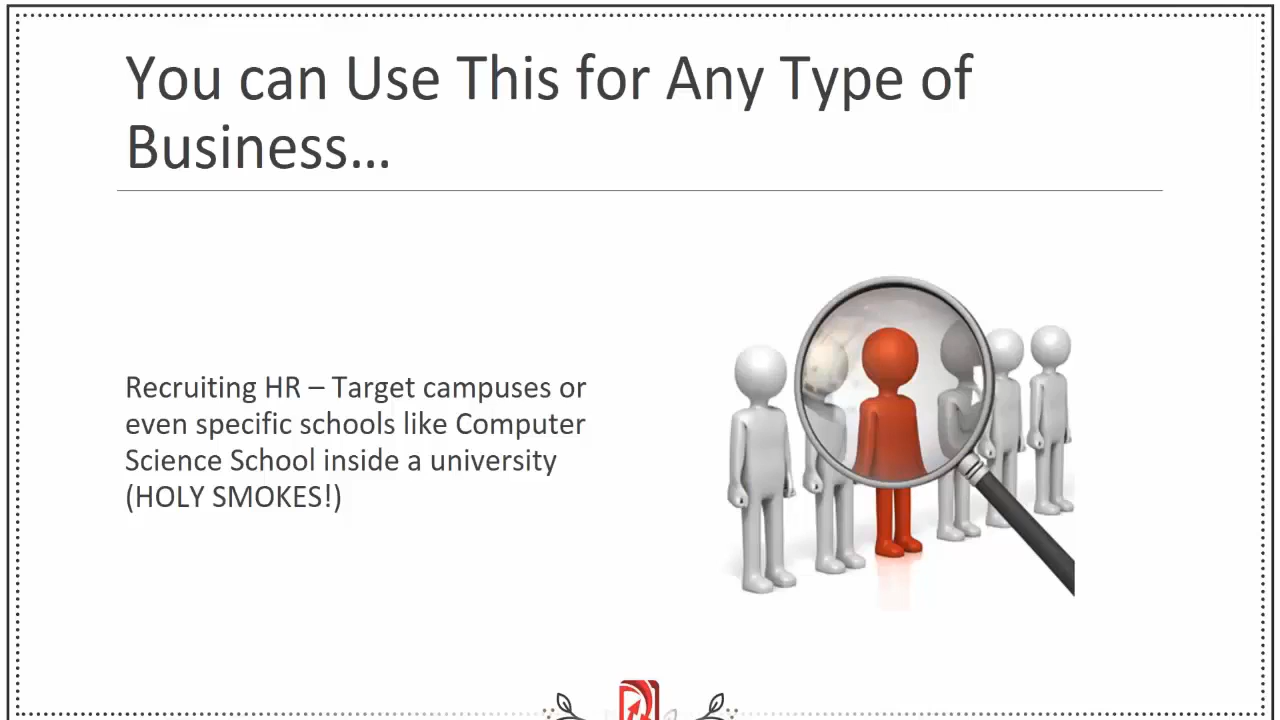 You can Use This for Any Type of
Business…
Recruiting HR – Target campuses or
even specific schools like Computer
Science School inside a university
(HOLY SMOKES!)